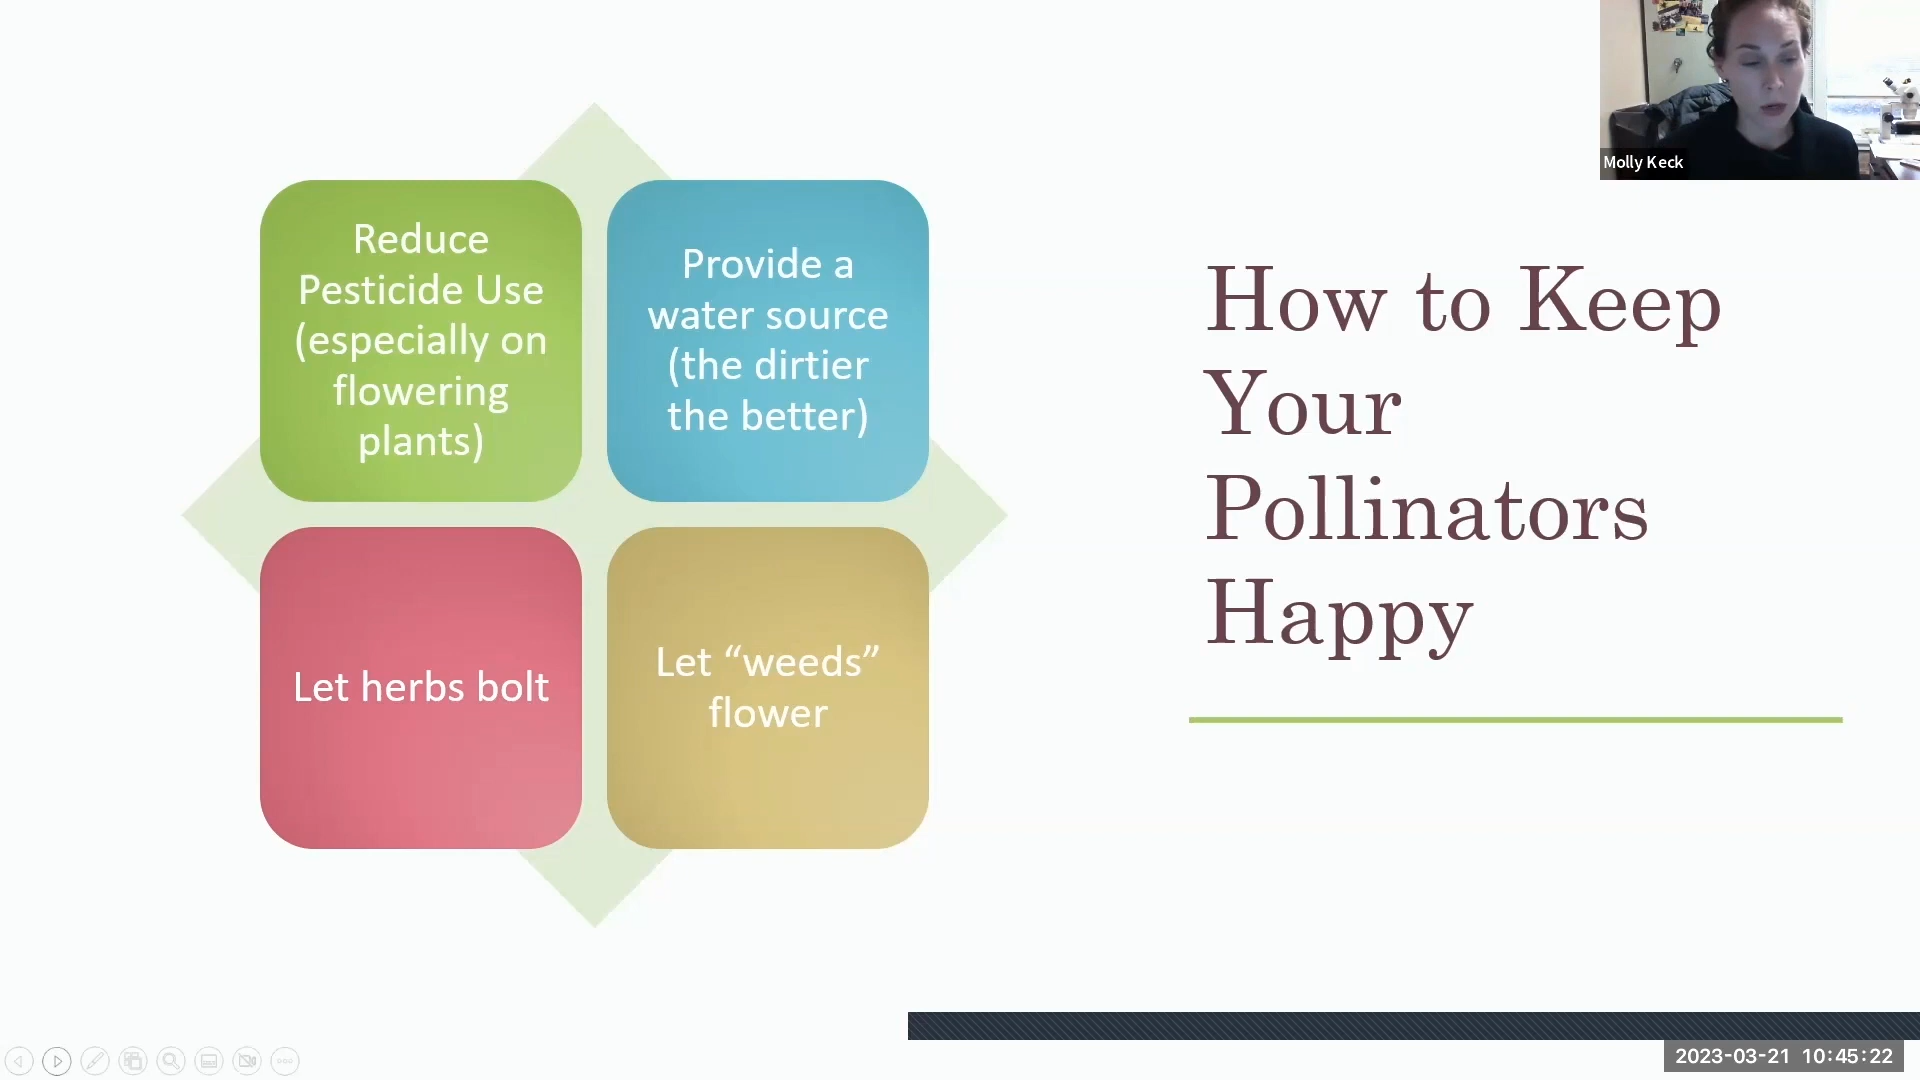 Reduce
Pesticide Use
(especially on
flowering
plants)
Provide a
water source
(the dirtier
the better)
Let herbs bolt
Let “weeds”
flower
How to Keep
Your
Pollinators
Happy
Molly Keck
2023-03-21 10:45:22